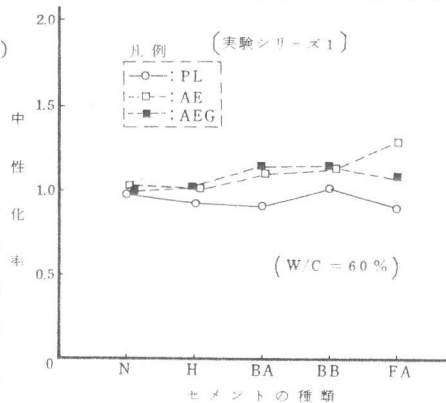 2.0
凡例
〔実験シリーズ1〕
: PL
: AE
: AEG
1.5
1.0
0.5
0
中性化率
(W/C = 60%)
N H BA BB FA
セメントの種類